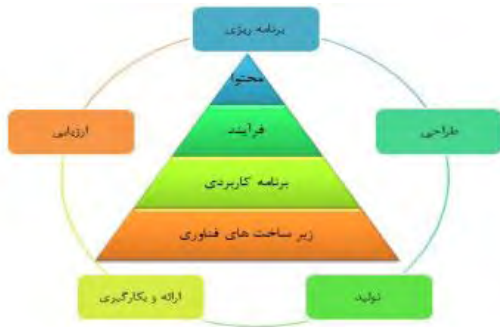 برنامه ریزی
محتوا
فرآیند
طراحی
ارزیابی
برنامه کاربردی
زیر ساخت های فناوری
تولید
ارائه و بکارگیری